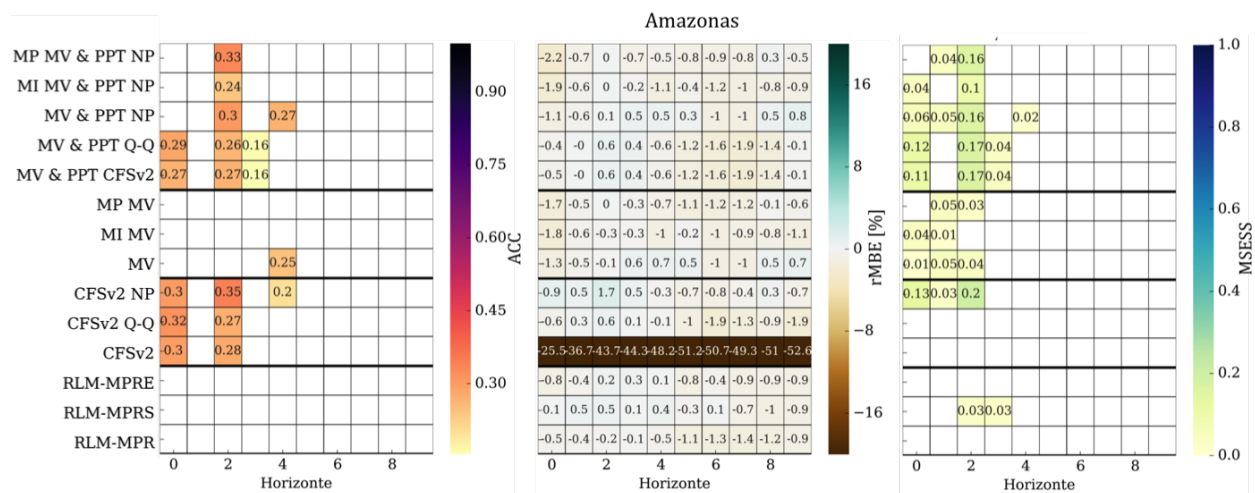 Amazonas
MP MV & PPT NP
MI MV & PPT NP
MV & PPT NP
MV & PPT Q-Q
MV & PPT CFSv2
MP MV
MI MV
MV
CFSv2 NP
CFSv2 Q-Q
CFSv2
RLM-MPRE
RLM-MPRS
RLM-MPR
0.33
0.24
0.3 0.27
0.29 0.26 0.16
0.27 0.27 0.16
0.25
-0.3 0.35 0.2
0.32 0.27
-0.3 0.28
0 2 4 6 8
Horizonte
0.90
0.75
0.60
0.45
0.30
ACC
-2.2 -0.7 0 -0.7 -0.5 -0.8 -0.9 -0.8 0.3 -0.5
-1.9 -0.6 0 -0.2 -1.1 -0.4 -1.2 -1 -0.8 -0.9
-1.1 -0.6 0.1 0.5 0.5 0.3 -1 -1 0.5 0.8
-0.4 -0 0.6 0.4 -0.6 -1.2 -1.6 -1.9 -1.4 -0.1
-0.5 -0 0.6 0.4 -0.6 -1.2 -1.6 -1.9 -1.4 -0.1
-1.7 -0.5 0 -0.3 -0.7 -1.1 -1.2 -1.2 -0.1 -0.6
-1.8 -0.6 -0.3 -0.3 -1 -0.2 -1 -0.9 -0.8 -1.1
-1.3 -0.5 -0.1 0.6 0.7 0.5 -1 -1 0.5 0.7
-0.9 0.5 1.7 0.5 -0.3 -0.7 -0.8 -0.4 0.3 -0.7
-0.6 0.3 0.6 0.1 -0.1 -1 -1.9 -1.3 -0.9 -1.9
-25.5 -36.7 -43.7 -44.3 -48.2 -51.2 -50.7 -49.3 -51 -52.6
-0.8 -0.4 0.2 0.3 0.1 -0.8 -0.4 -0.9 -0.9 -0.9
-0.1 0.5 0.5 0.1 0.4 -0.3 0.1 -0.7 -1 -0.9
-0.5 -0.4 -0.2 -0.1 -0.5 -1.1 -1.3 -1.4 -1.2 -0.9
0 2 4 6 8
Horizonte
16
8
0
−8
−16
rMBE [%]
0.04 0.16
0.04 0.1
0.06 0.05 0.16 0.02
0.12 0.17 0.04
0.11 0.17 0.04
0.05 0.03
0.04 0.01
0.01 0.05 0.04
0.13 0.03 0.2
0.03 0.03
0 2 4 6 8
Horizonte
1.0
0.8
0.6
0.4
0.2
0.0
MSESS